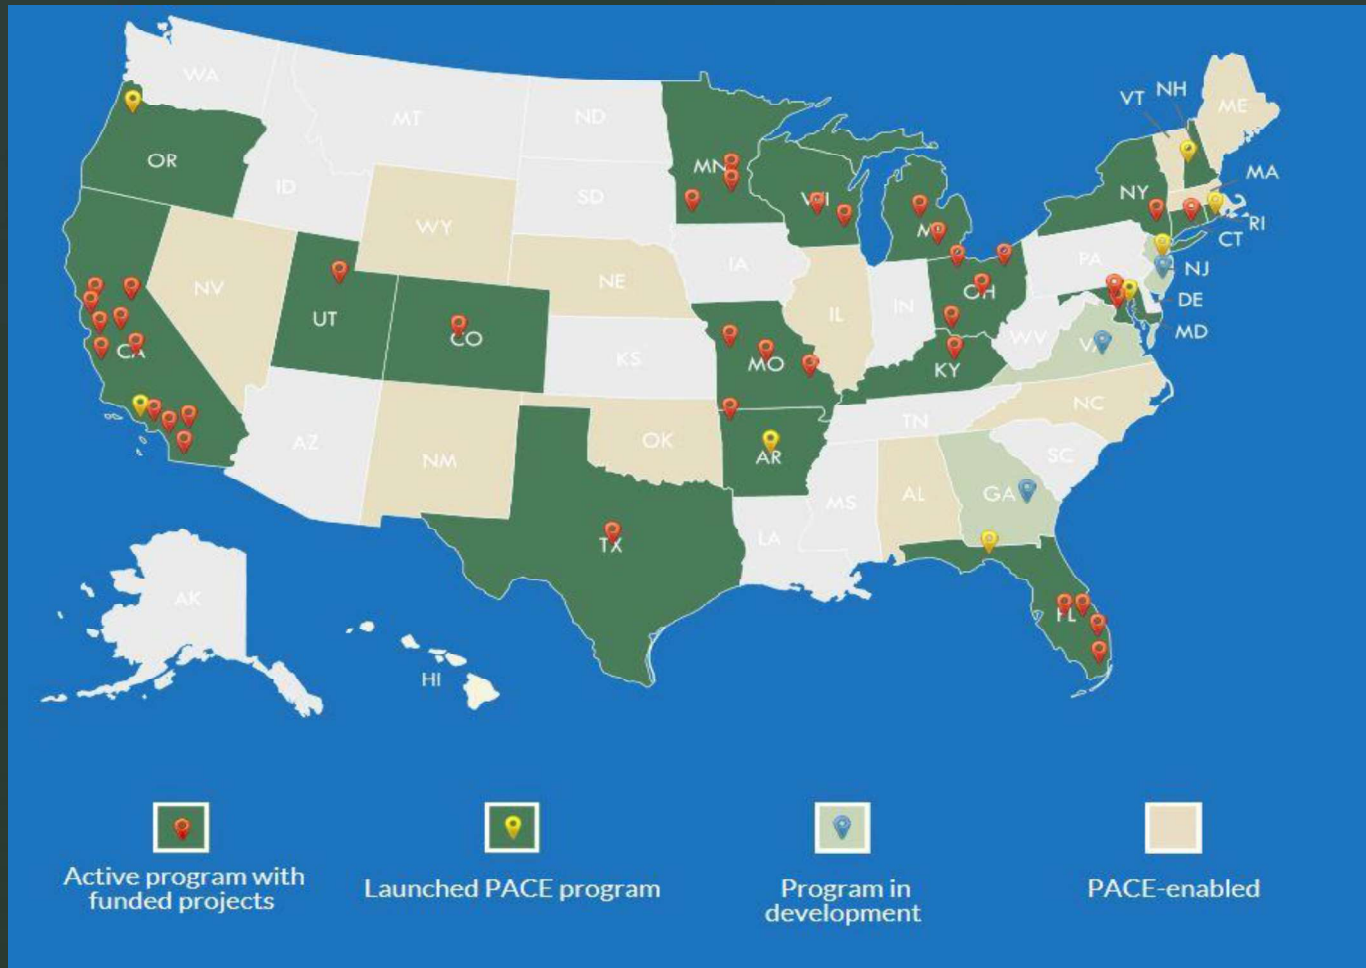 WA
MT
ND
MN
VT
NH
ME
OR
ID
SD
WI
MI
NY
MA
RI
CT
WY
IA
PA
NJ
NV
NE
IL
IN
OH
DE
UT
CO
KS
MO
WV
VA
MD
CA
KY
AZ
NM
OK
AR
TN
NC
SC
MS
AL
GA
TX
LA
FL
AK
HI
Active program with
funded projects
Launched PACE program
Program in
development
PACE-enabled